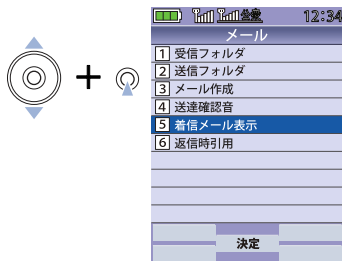 公衆 12:34
メール
1 受信フォルダ
2 送信フォルダ
3 メール作成
4 送達確認音
5 着信メール表示
6 返信時引用
決定